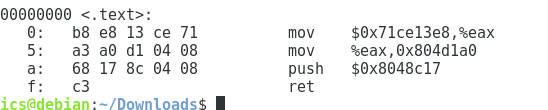 00000000 <.text>:
   0:   b8 e8 13 ce 71             mov    $0x71ce13e8,%eax
   5:   a3 a0 d1 04 08             mov    %eax,0x804d1a0
   a:   68 17 8c 04 08             push   $0x8048c17
   f:   c3                         ret
ics@debian:~/Downloads$